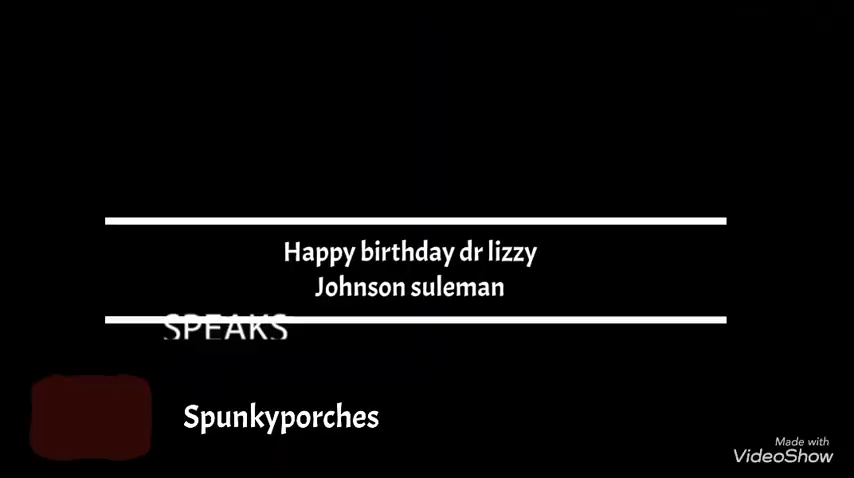 Happy birthday dr lizzy
Johnson suleman
SPEAKS
Spunkyporches
Made with
VideoShow